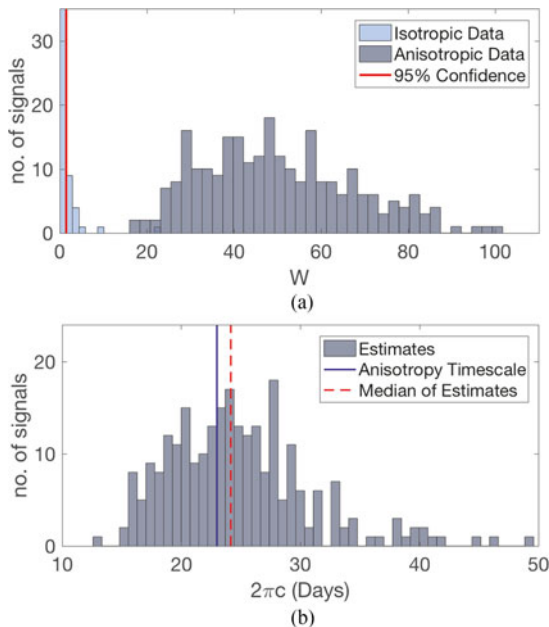 30
20
10
0
no. of signals
Isotropic Data
Anisotropic Data
95% Confidence
0 20 40 60 80 100
W
(a)
20
10
0
no. of signals
Estimates
Anisotropy Timescale
Median of Estimates
10 20 30 40 50
2πc (Days)
(b)